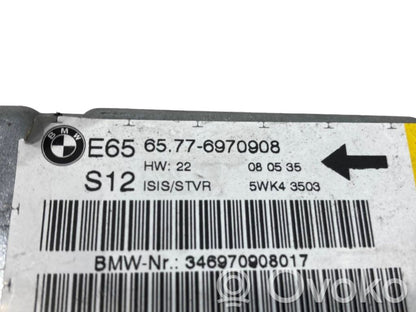 BMW
E65 65.77-6970908
HW: 22 08 05 35
S12 ISIS/STVR 5WK4 3503
BMW-Nr.: 346970908017
Ovoko